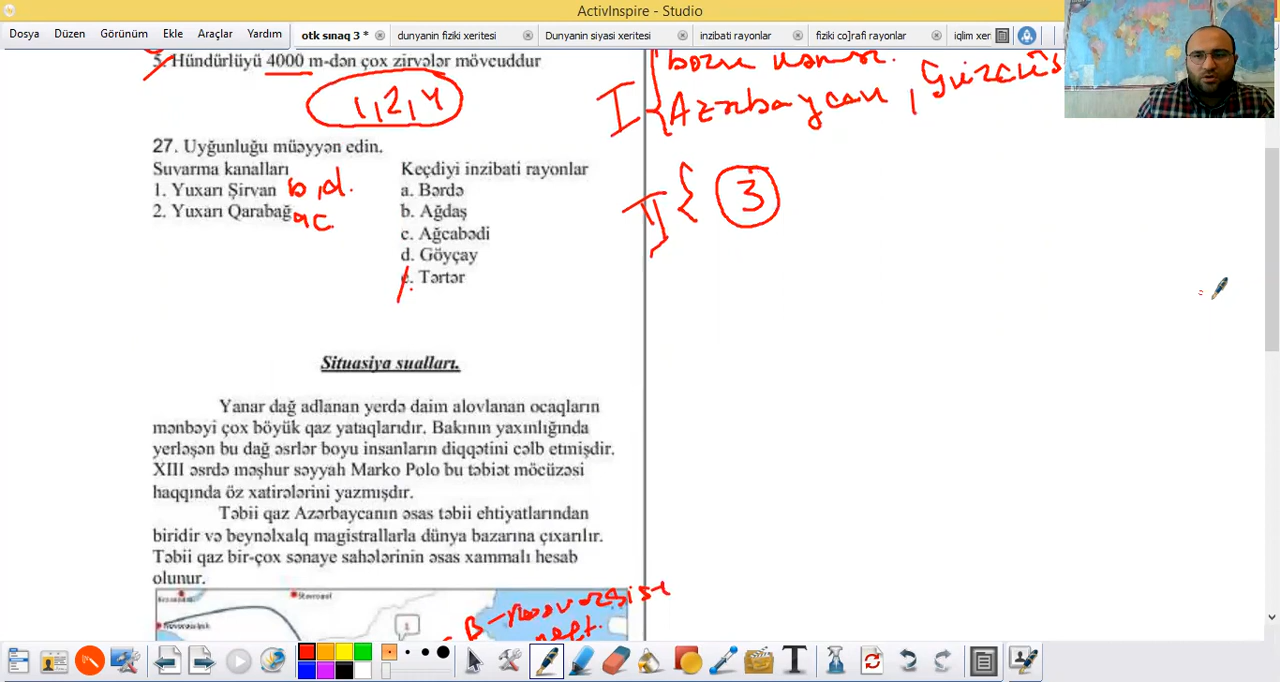 ActivInspire - Studio
Dosya Düzen Görünüm Ekle Araçlar Yardım
otk sınaq 3 * dunyanin fiziki xeritesi Dunyanin siyasi xeritesi inzibati rayonlar fiziki co]rafi rayonlar iqlim xeri
5. Hündürlüyü 4000 m-dən çox zirvələr mövcuddur
1, 2, 4
I
Azərbaycan,
II
3
27. Uyğunluğu müəyyən edin.
Suvarma kanalları
1. Yuxarı Şirvan b, d.
2. Yuxarı Qarabağ a c.
Keçdiyi inzibati rayonlar
a. Bərdə
b. Ağdaş
c. Ağcabədi
d. Göyçay
e. Tərtər
Situasiya sualları.
Yanar dağ adlanan yerdə daim alovlanan ocaqların
mənbəyi çox böyük qaz yataqlarıdır. Bakının yaxınlığında
yerləşən bu dağ əsrlər boyu insanların diqqətini cəlb etmişdir.
XIII əsrdə məşhur səyyah Marko Polo bu təbiət möcüzəsi
haqqında öz xatirələrini yazmışdır.
Təbii qaz Azərbaycanın əsas təbii ehtiyatlarından
biridir və beynəlxalq magistrallarla dünya bazarına çıxarılır.
Təbii qaz bir-çox sənaye sahələrinin əsas xammalı hesab
olunur.
1
B -
neft.